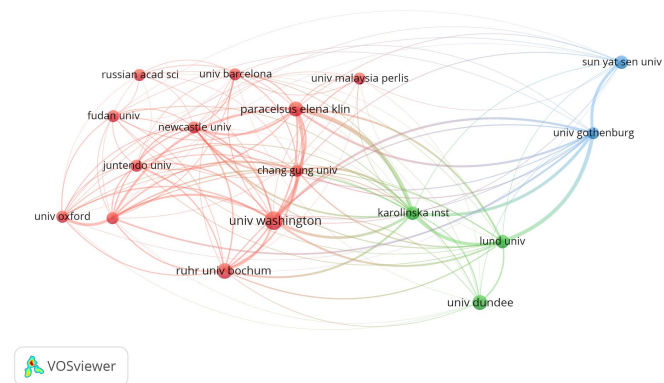 sun yat sen univ
russian acad sci
univ barcelona
univ malaysia perlis
paracelsus elena klin
fudan univ
newcastle univ
univ gothenburg
juntendo univ
chang gung univ
karolinska inst
univ oxford
univ washington
lund univ
ruhr univ bochum
univ dundee
VOSviewer